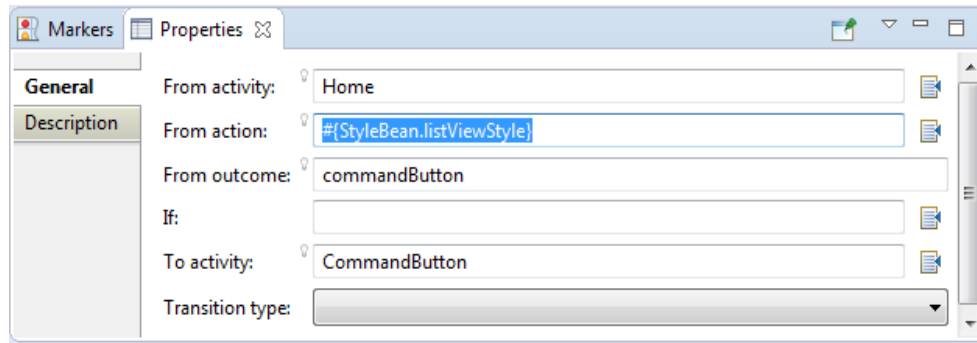 Markers Properties
General
Description
From activity: Home
From action: #{StyleBean.listViewStyle}
From outcome: commandButton
If:
To activity: CommandButton
Transition type: